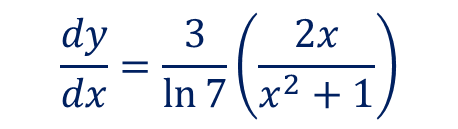 dy/dx = 3/ln 7 (2x/x² + 1)